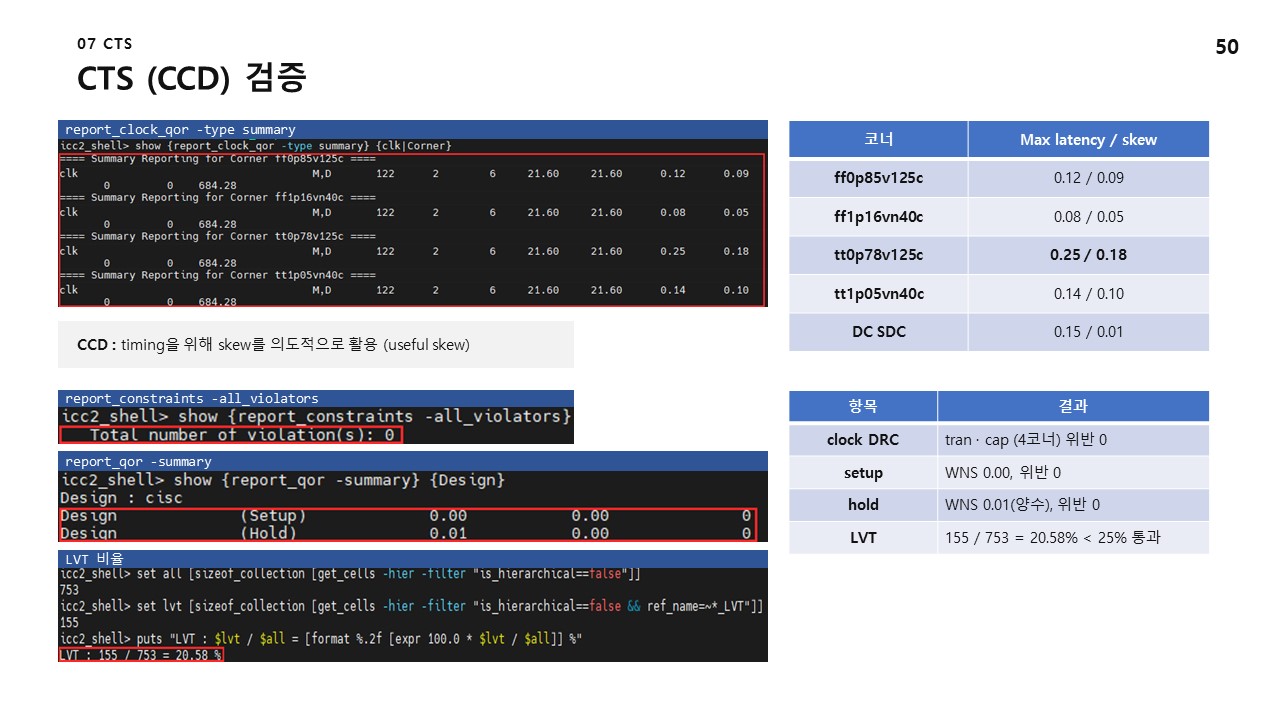 07 CTS
50
CTS (CCD) 검증
report_clock_qor -type summary
icc2_shell> show {report_clock_qor -type summary} {clk|Corner}
==== Summary Reporting for Corner ff0p85v125c ====
clk M,D 122 2 6 21.60 21.60 0.12 0.09
0 0 684.28
==== Summary Reporting for Corner ff1p16vn40c ====
clk M,D 122 2 6 21.60 21.60 0.08 0.05
0 0 684.28
==== Summary Reporting for Corner tt0p78v125c ====
clk M,D 122 2 6 21.60 21.60 0.25 0.18
0 0 684.28
==== Summary Reporting for Corner tt1p05vn40c ====
clk M,D 122 2 6 21.60 21.60 0.14 0.10
0 0 684.28
CCD : timing을 위해 skew를 의도적으로 활용 (useful skew)
report_constraints -all_violators
icc2_shell> show {report_constraints -all_violators}
Total number of violation(s): 0
report_qor -summary
icc2_shell> show {report_qor -summary} {Design}
Design : cisc
Design (Setup) 0.00 0.00 0
Design (Hold) 0.01 0.00 0
LVT 비율
icc2_shell> set all [sizeof_collection [get_cells -hier -filter "is_hierarchical==false"]]
753
icc2_shell> set lvt [sizeof_collection [get_cells -hier -filter "is_hierarchical==false && ref_name=~*_LVT"]]
155
icc2_shell> puts "LVT : $lvt / $all = [format %.2f [expr 100.0 * $lvt / $all]] %"
LVT : 155 / 753 = 20.58 %
코너 Max latency / skew
ff0p85v125c 0.12 / 0.09
ff1p16vn40c 0.08 / 0.05
tt0p78v125c 0.25 / 0.18
tt1p05vn40c 0.14 / 0.10
DC SDC 0.15 / 0.01
항목 결과
clock DRC tran · cap (4코너) 위반 0
setup WNS 0.00, 위반 0
hold WNS 0.01(양수), 위반 0
LVT 155 / 753 = 20.58% < 25% 통과